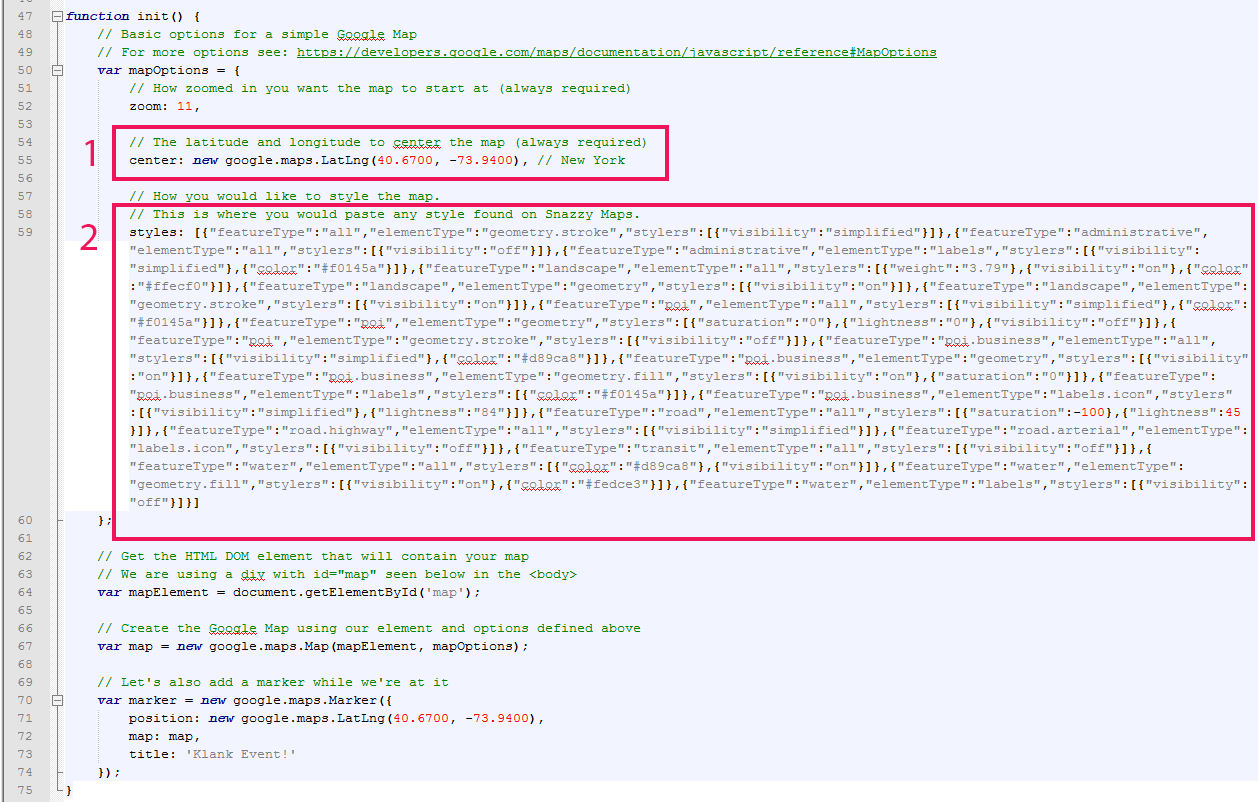 47 function init() {
48 // Basic options for a simple Google Map
49 // For more options see: https://developers.google.com/maps/documentation/javascript/reference#MapOptions
50 var mapOptions = {
51 // How zoomed in you want the map to start at (always required)
52 zoom: 11,
53
1
54 // The latitude and longitude to center the map (always required)
55 center: new google.maps.LatLng(40.6700, -73.9400), // New York
56
57 // How you would like to style the map.
2
58 // This is where you would paste any style found on Snazzy Maps.
59 styles: [{"featureType":"all","elementType":"geometry.stroke","stylers":[{"visibility":"simplified"}]},{"featureType":"administrative",
"elementType":"all","stylers":[{"visibility":"off"}]},{"featureType":"administrative","elementType":"labels","stylers":[{"visibility":
"simplified"},{"color":"#f0145a"}]},{"featureType":"landscape","elementType":"all","stylers":[{"weight":"3.79"},{"visibility":"on"},{"color"
:"#ffecf0"}]},{"featureType":"landscape","elementType":"geometry","stylers":[{"visibility":"on"}]},{"featureType":"landscape","elementType":
"geometry.stroke","stylers":[{"visibility":"on"}]},{"featureType":"poi","elementType":"all","stylers":[{"visibility":"simplified"},{"color":
"#f0145a"}]},{"featureType":"poi","elementType":"geometry","stylers":[{"saturation":"0"},{"lightness":"0"},{"visibility":"off"}]},{
"featureType":"poi","elementType":"geometry.stroke","stylers":[{"visibility":"off"}]},{"featureType":"poi.business","elementType":"all",
"stylers":[{"visibility":"simplified"},{"color":"#d89ca8"}]},{"featureType":"poi.business","elementType":"geometry","stylers":[{"visibility"
:"on"}]},{"featureType":"poi.business","elementType":"geometry.fill","stylers":[{"visibility":"on"},{"saturation":"0"}]},{"featureType":
"poi.business","elementType":"labels","stylers":[{"color":"#f0145a"}]},{"featureType":"poi.business","elementType":"labels.icon","stylers"
:[{"visibility":"simplified"},{"lightness":"84"}]},{"featureType":"road","elementType":"all","stylers":[{"saturation":-100},{"lightness":45
}]},{"featureType":"road.highway","elementType":"all","stylers":[{"visibility":"simplified"}]},{"featureType":"road.arterial","elementType":
"labels.icon","stylers":[{"visibility":"off"}]},{"featureType":"transit","elementType":"all","stylers":[{"visibility":"off"}]},{
"featureType":"water","elementType":"all","stylers":[{"color":"#d89ca8"},{"visibility":"on"}]},{"featureType":"water","elementType":
"geometry.fill","stylers":[{"visibility":"on"},{"color":"#fedce3"}]},{"featureType":"water","elementType":"labels","stylers":[{"visibility":
"off"}]}]
60 };
61
62 // Get the HTML DOM element that will contain your map
63 // We are using a div with id="map" seen below in the <body>
64 var mapElement = document.getElementById('map');
65
66 // Create the Google Map using our element and options defined above
67 var map = new google.maps.Map(mapElement, mapOptions);
68
69 // Let's also add a marker while we're at it
70 var marker = new google.maps.Marker({
71 position: new google.maps.LatLng(40.6700, -73.9400),
72 map: map,
73 title: 'Klank Event!'
74 });
75 }